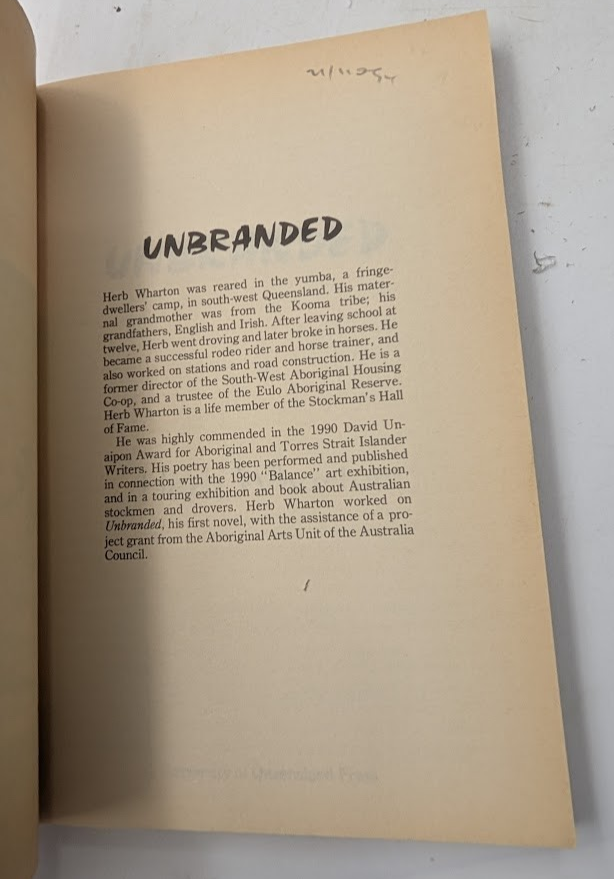 UNBRANDED
Herb Wharton was reared in the yumba, a fringe-
dwellers' camp, in south-west Queensland. His mater-
nal grandmother was from the Kooma tribe; his
grandfathers, English and Irish. After leaving school at
twelve, Herb went droving and later broke in horses. He
became a successful rodeo rider and horse trainer, and
also worked on stations and road construction. He is a
former director of the South-West Aboriginal Housing
Co-op, and a trustee of the Eulo Aboriginal Reserve.
Herb Wharton is a life member of the Stockman's Hall
of Fame.
He was highly commended in the 1990 David Un-
aipon Award for Aboriginal and Torres Strait Islander
Writers. His poetry has been performed and published
in connection with the 1990 "Balance" art exhibition,
and in a touring exhibition and book about Australian
stockmen and drovers. Herb Wharton worked on
Unbranded, his first novel, with the assistance of a pro-
ject grant from the Aboriginal Arts Unit of the Australia
Council.